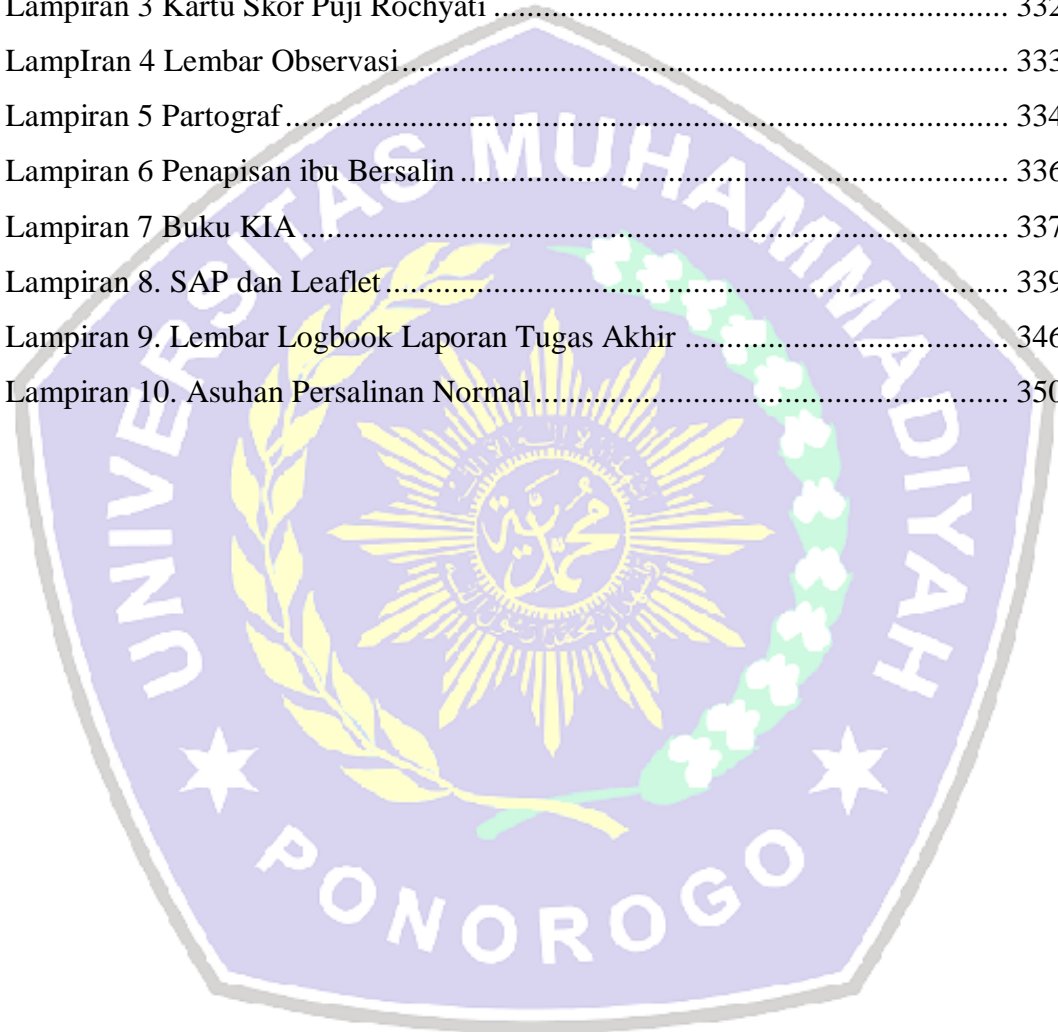 Lampiran 3 Kartu Skor Puji Rochyati ........................ 332
LampIran 4 Lembar Observasi........................ 333
Lampiran 5 Partograf........................ 334
Lampiran 6 Penapisan ibu Bersalin ........................ 336
Lampiran 7 Buku KIA ........................ 337
Lampiran 8. SAP dan Leaflet ........................ 339
Lampiran 9. Lembar Logbook Laporan Tugas Akhir ........................ 346
Lampiran 10. Asuhan Persalinan Normal ........................ 350
UNIVERSITAS MUHAMMADIYAH
PONOROGO